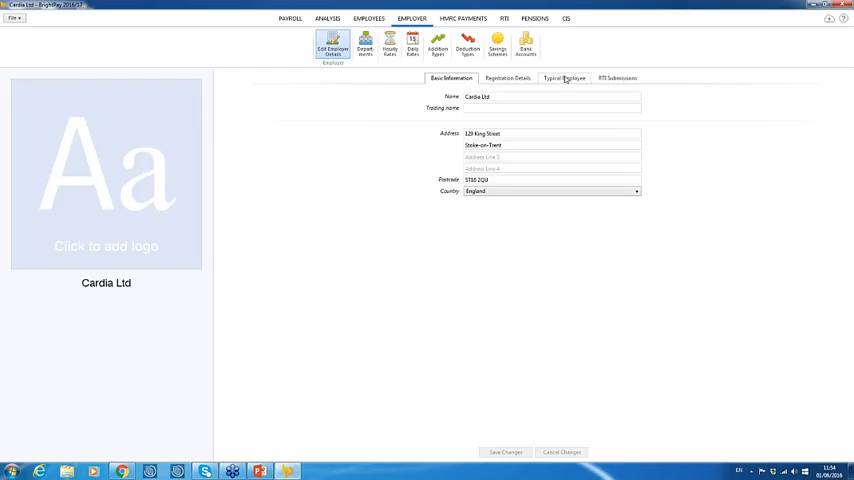 Cardia Ltd - BrightPay 2016/17
File
PAYROLL ANALYSIS EMPLOYEES EMPLOYER HMRC PAYMENTS RTI PENSIONS CIS
Edit Employer Details
Depart-ments
Hourly Rates
Daily Rates
Addition Types
Deduction Types
Savings Schemes
Bank Accounts
Employer
Basic Information Registration Details Typical Employee RTI Submissions
Name Cardia Ltd
Trading name
Address 129 King Street
Stoke-on-Trent
Address Line 3
Address Line 4
Postcode ST16 2QU
Country England
Aa
Click to add logo
Cardia Ltd
Save Changes Cancel Changes
EN 11:54
01/06/2016